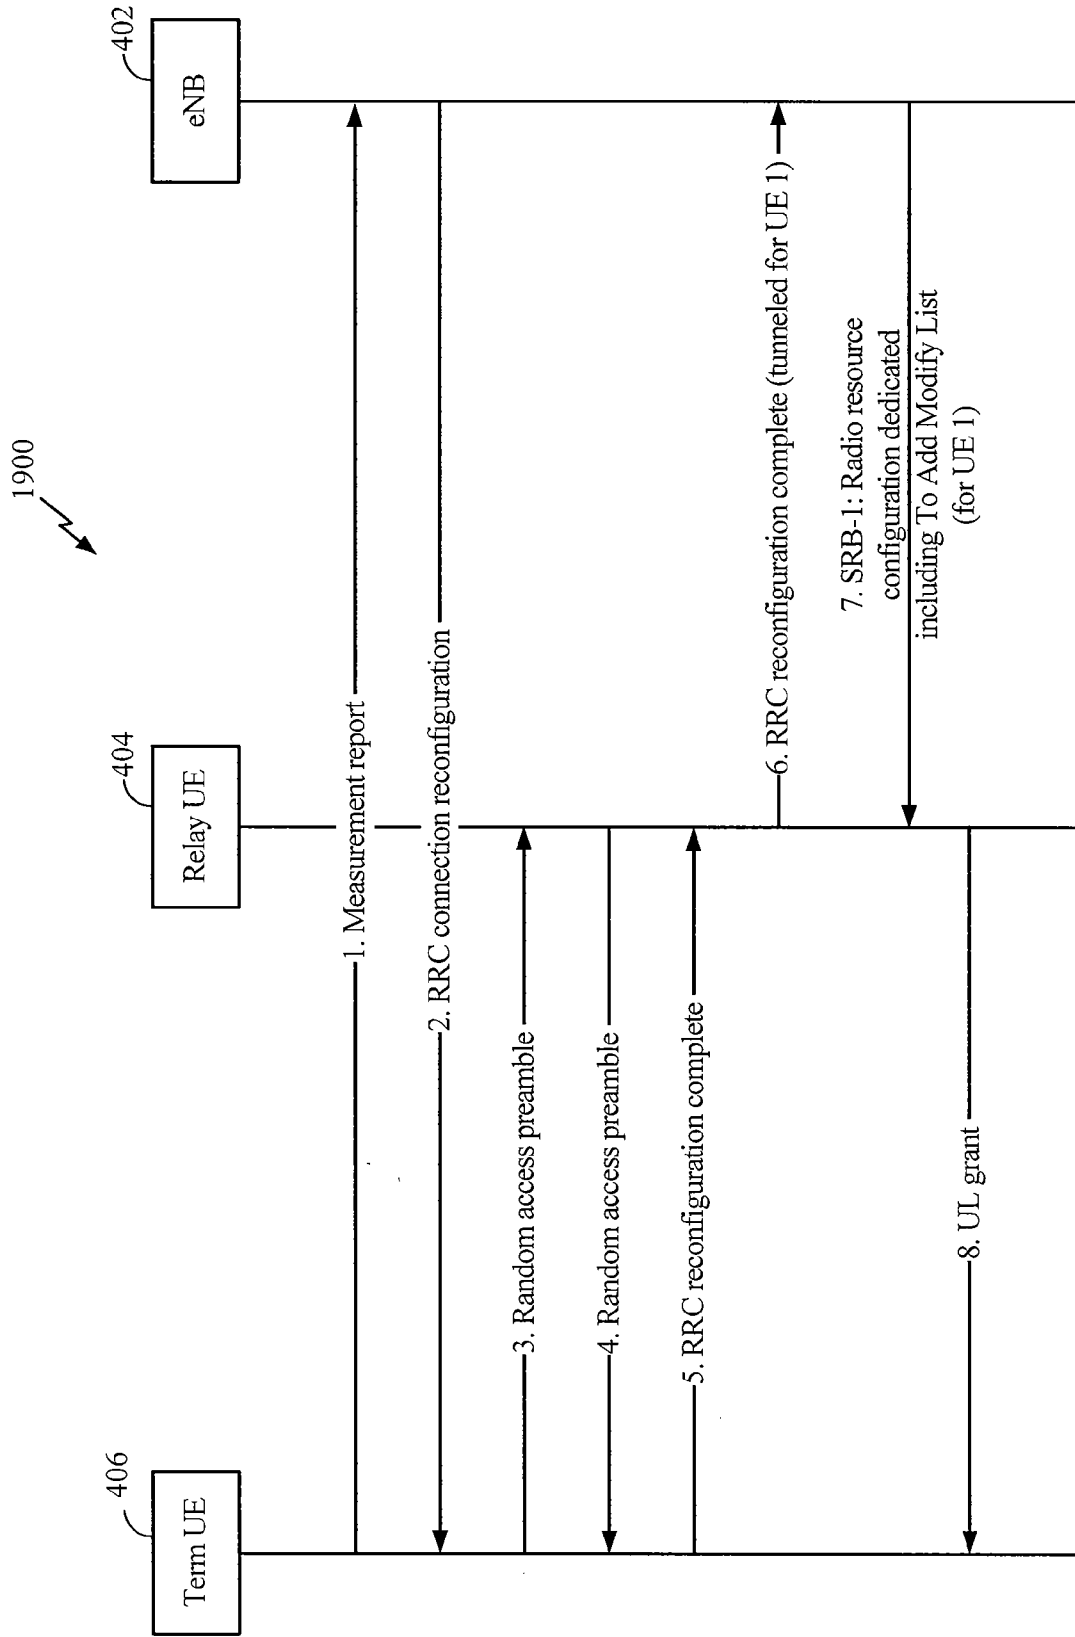 1900
406
Term UE
404
Relay UE
402
eNB
1. Measurement report
2. RRC connection reconfiguration
3. Random access preamble
4. Random access preamble
5. RRC reconfiguration complete
6. RRC reconfiguration complete (tunneled for UE 1)
7. SRB-1: Radio resource
configuration dedicated
including To Add Modify List
(for UE 1)
8. UL grant